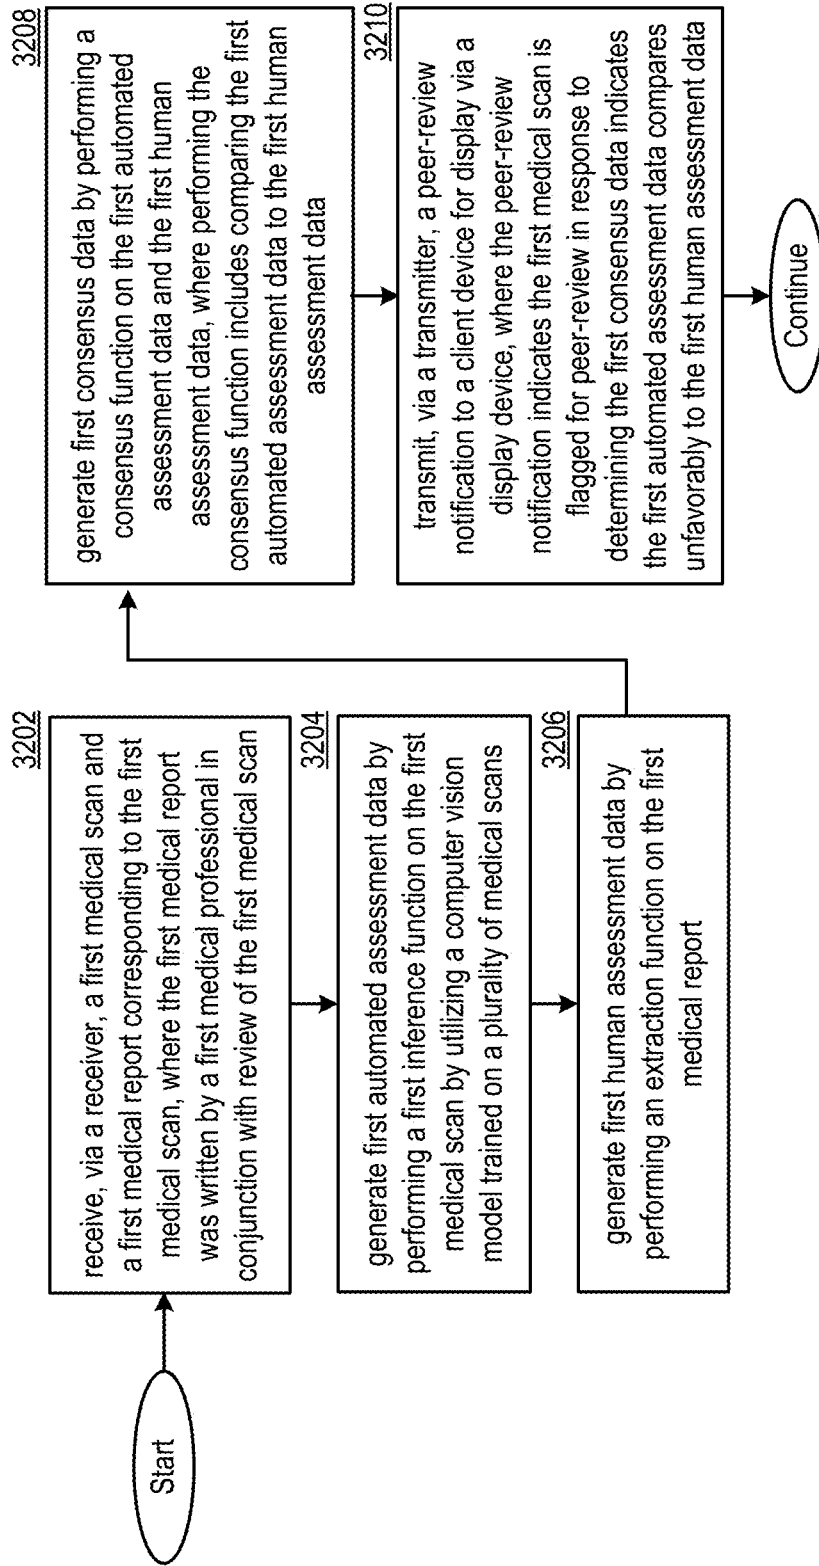 Start
3202
receive, via a receiver, a first medical scan and
a first medical report corresponding to the first
medical scan, where the first medical report
was written by a first medical professional in
conjunction with review of the first medical scan
3204
generate first automated assessment data by
performing a first inference function on the first
medical scan by utilizing a computer vision
model trained on a plurality of medical scans
3206
generate first human assessment data by
performing an extraction function on the first
medical report
3208
generate first consensus data by performing a
consensus function on the first automated
assessment data and the first human
assessment data, where performing the
consensus function includes comparing the first
automated assessment data to the first human
assessment data
3210
transmit, via a transmitter, a peer-review
notification to a client device for display via a
display device, where the peer-review
notification indicates the first medical scan is
flagged for peer-review in response to
determining the first consensus data indicates
the first automated assessment data compares
unfavorably to the first human assessment data
Continue